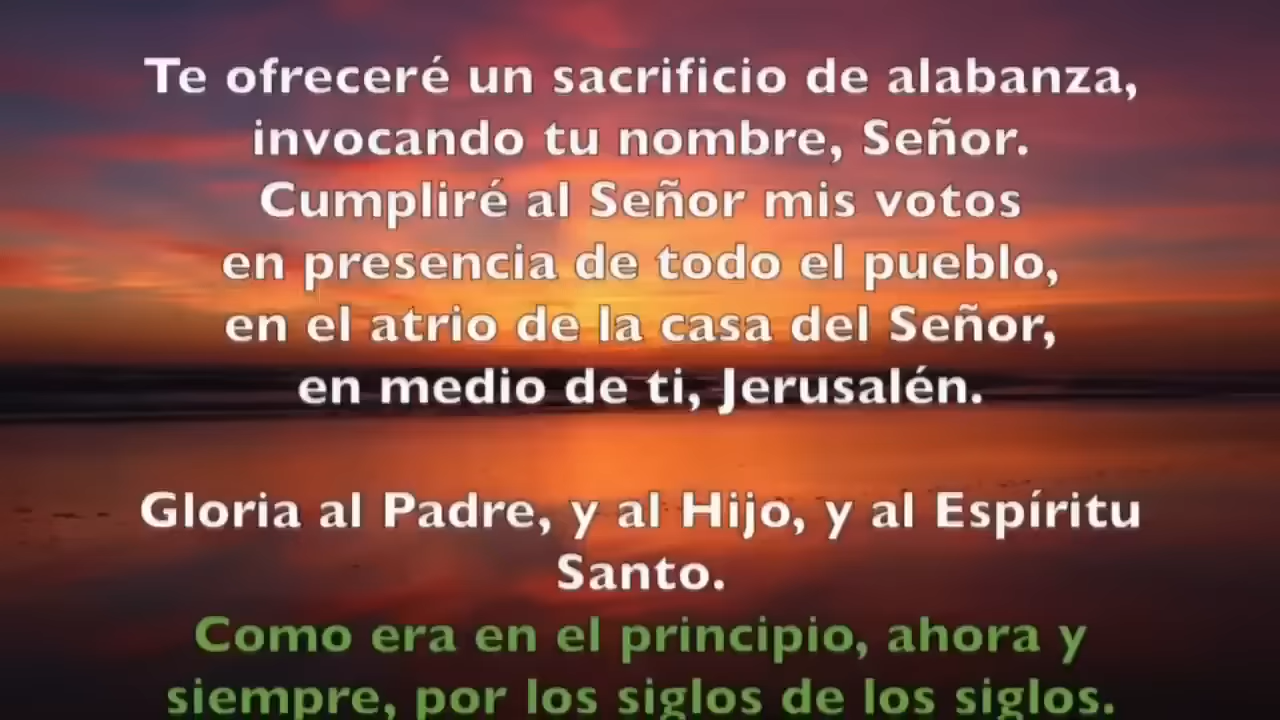 Te ofreceré un sacrificio de alabanza,
invocando tu nombre, Señor.
Cumpliré al Señor mis votos
en presencia de todo el pueblo,
en el atrio de la casa del Señor,
en medio de ti, Jerusalén.
Gloria al Padre, y al Hijo, y al Espíritu
Santo.
Como era en el principio, ahora y
siempre, por los siglos de los siglos.